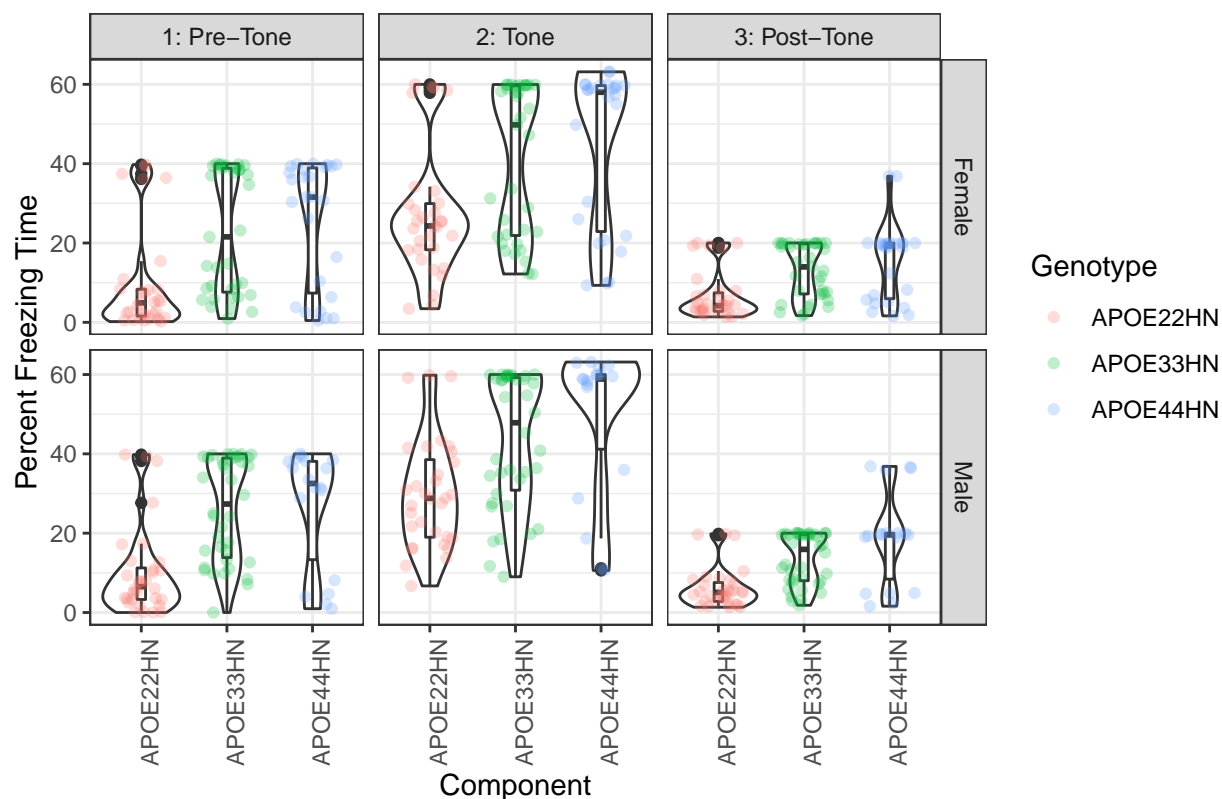 1: Pre−Tone
2: Tone
3: Post−Tone
60
40
20
0
Female
60
40
20
0
Male
Percent Freezing Time
APOE22HN
APOE33HN
APOE44HN
APOE22HN
APOE33HN
APOE44HN
APOE22HN
APOE33HN
APOE44HN
Component
Genotype
APOE22HN
APOE33HN
APOE44HN